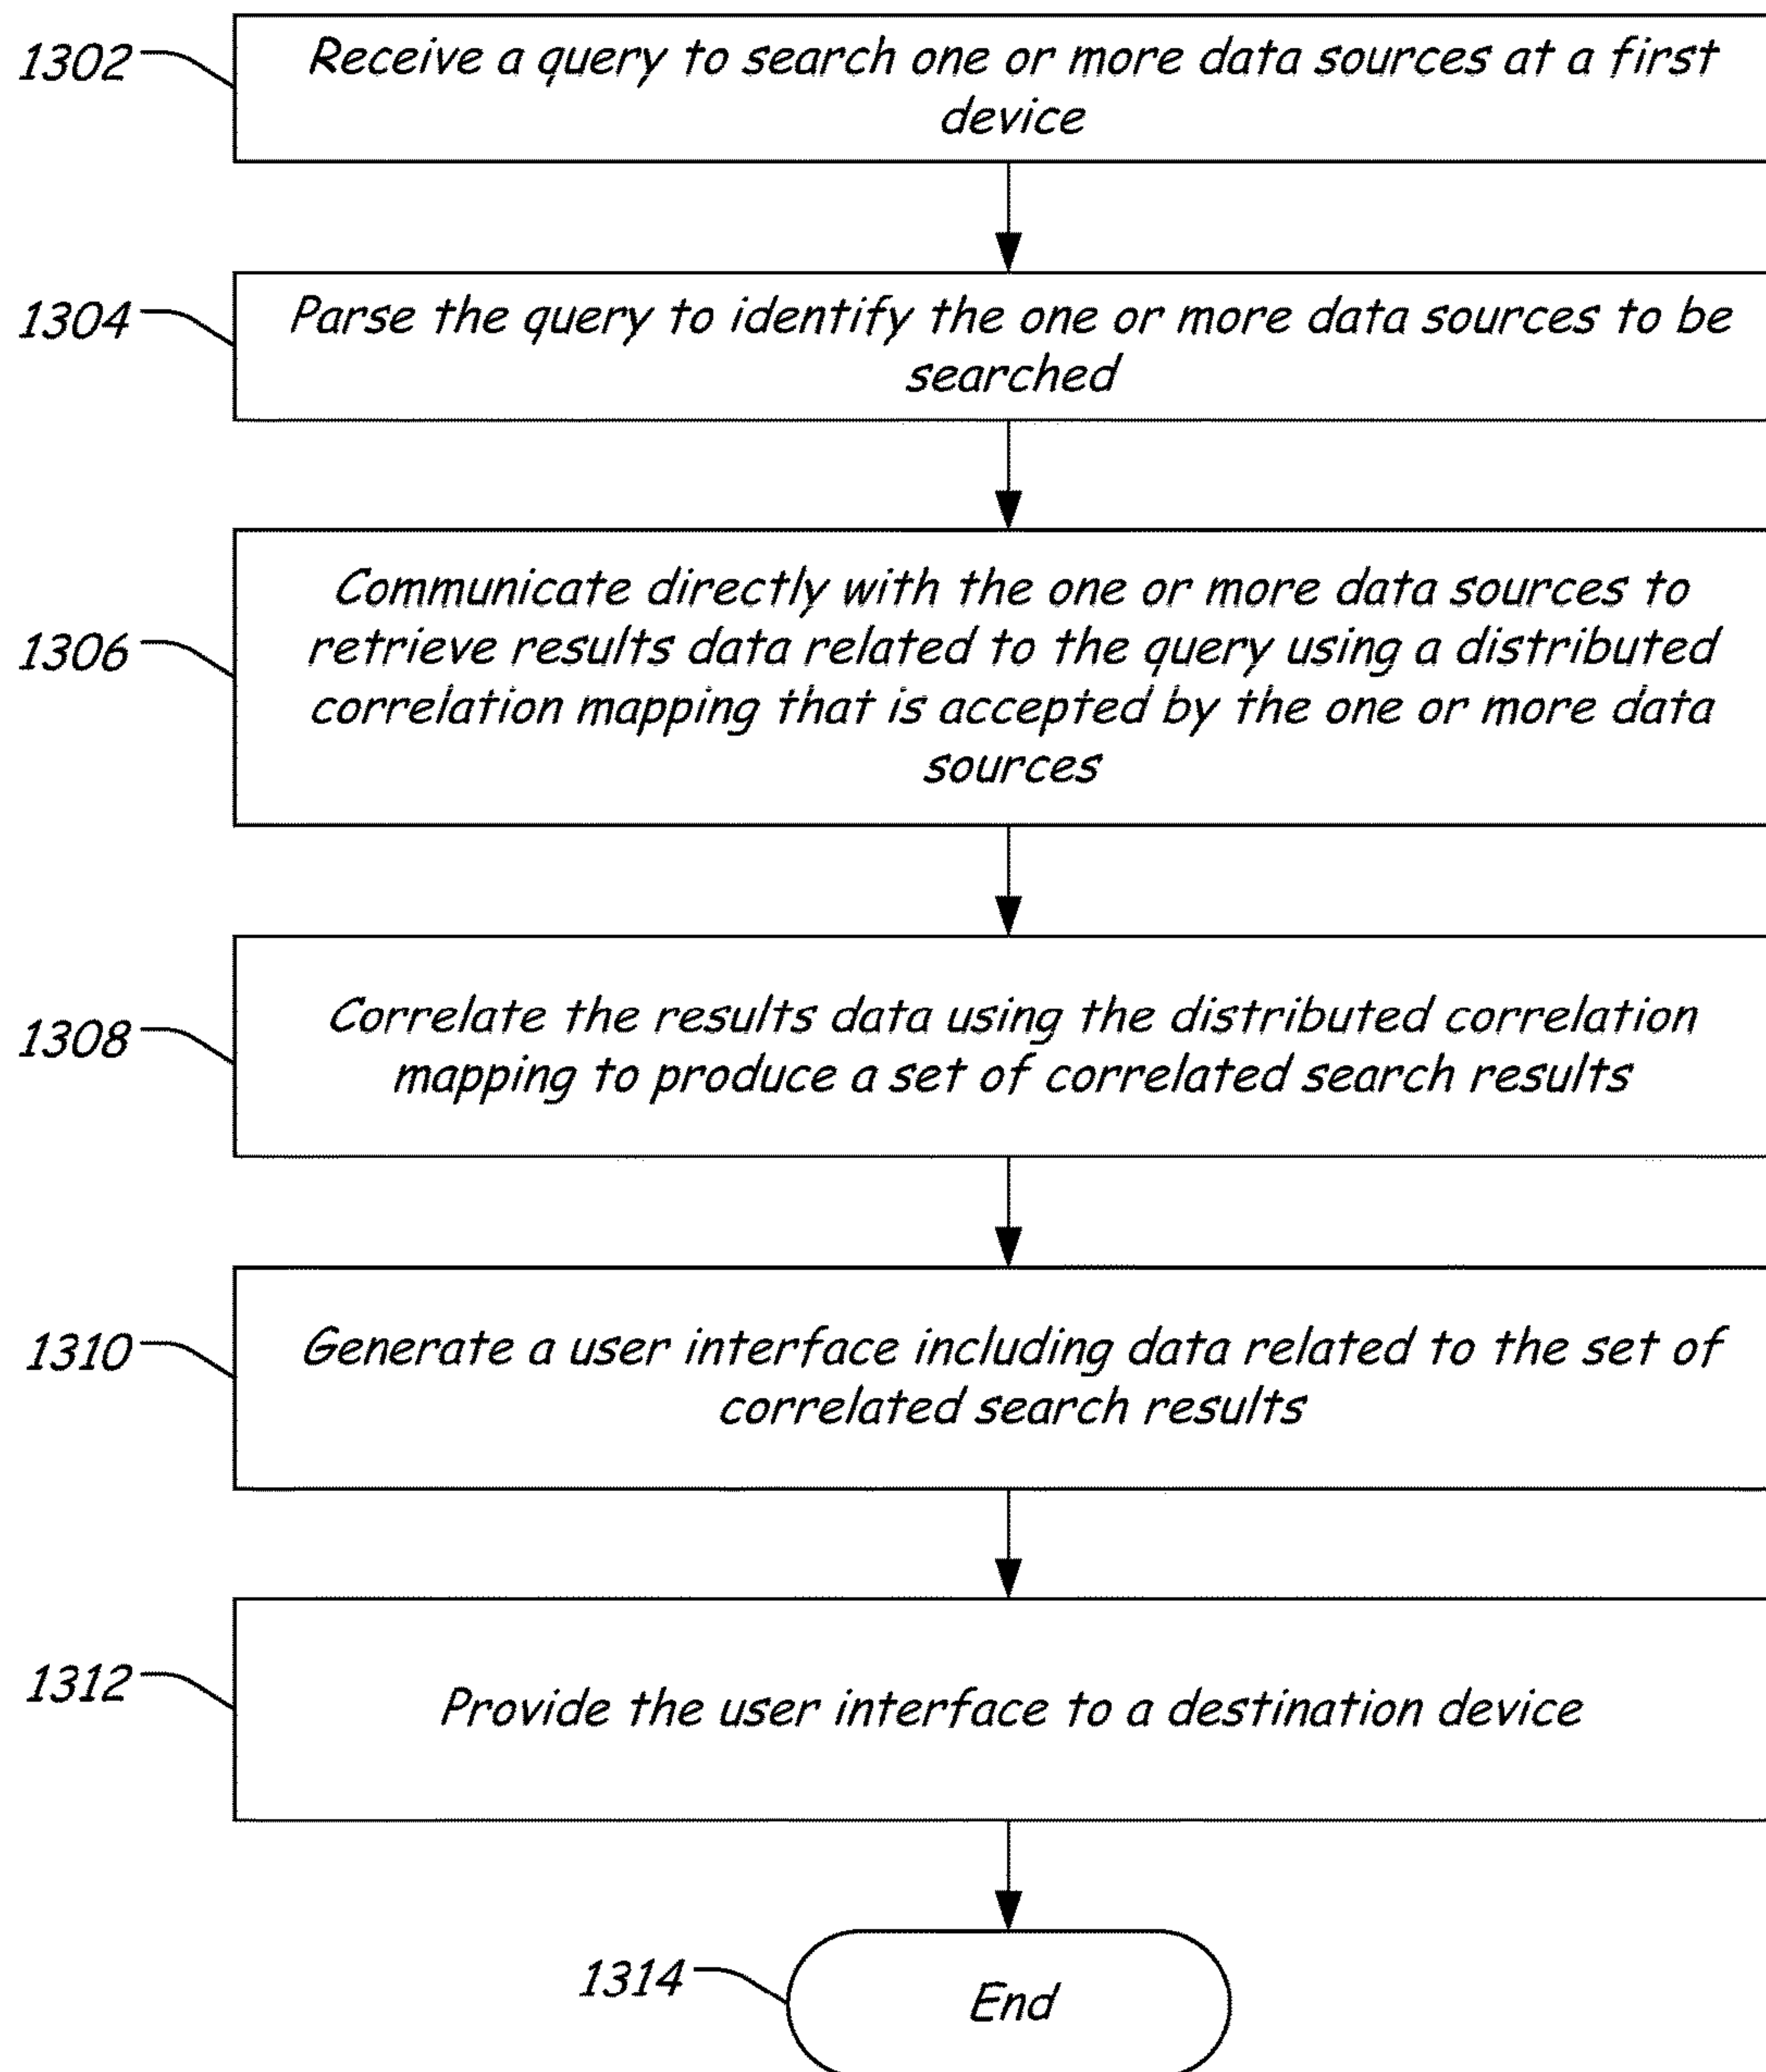 1302
Receive a query to search one or more data sources at a first
device
1304
Parse the query to identify the one or more data sources to be
searched
1306
Communicate directly with the one or more data sources to
retrieve results data related to the query using a distributed
correlation mapping that is accepted by the one or more data
sources
1308
Correlate the results data using the distributed correlation
mapping to produce a set of correlated search results
1310
Generate a user interface including data related to the set of
correlated search results
1312
Provide the user interface to a destination device
1314
End